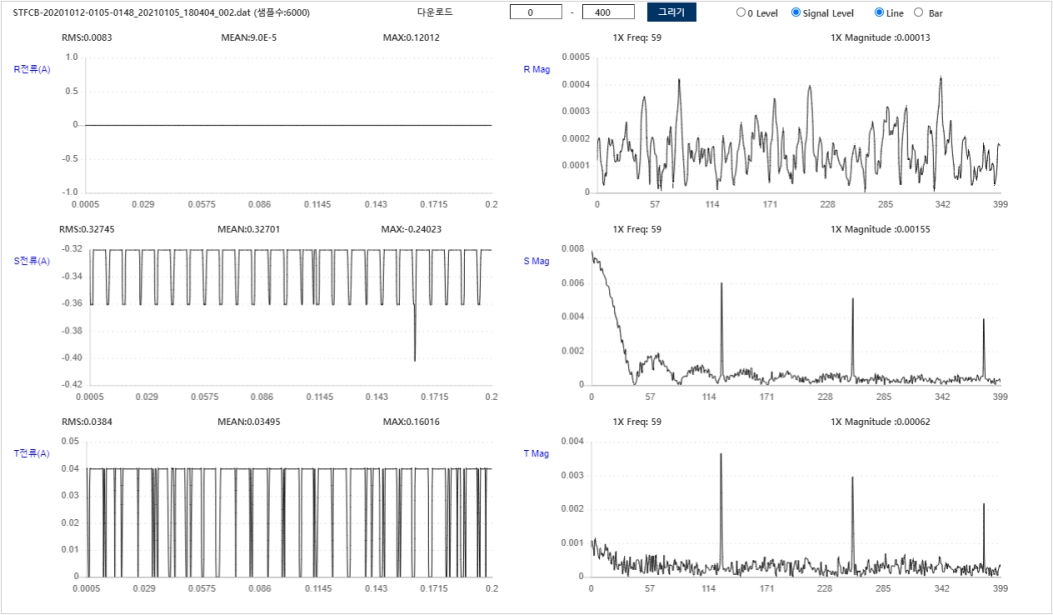 STFCB-20201012-0105-0148_20210105_180404_002.dat (샘플수:6000) 다운로드 0 - 400 그리기 0 Level Signal Level Line Bar
RMS:0.0083 MEAN:9.0E-5 MAX:0.12012 1X Freq: 59 1X Magnitude :0.00013
R전류(A)
1.0
0.5
0
-0.5
-1.0
0.0005 0.029 0.0575 0.086 0.1145 0.143 0.1715 0.2
R Mag
0.0005
0.0004
0.0003
0.0002
0.0001
0
0 57 114 171 228 285 342 399
RMS:0.32745 MEAN:0.32701 MAX:-0.24023 1X Freq: 59 1X Magnitude :0.00155
S전류(A)
-0.32
-0.34
-0.36
-0.38
-0.40
-0.42
0.0005 0.029 0.0575 0.086 0.1145 0.143 0.1715 0.2
S Mag
0.008
0.006
0.004
0.002
0
0 57 114 171 228 285 342 399
RMS:0.0384 MEAN:0.03495 MAX:0.16016 1X Freq: 59 1X Magnitude :0.00062
T전류(A)
0.05
0.04
0.03
0.02
0.01
0
0.0005 0.029 0.0575 0.086 0.1145 0.143 0.1715 0.2
T Mag
0.004
0.003
0.002
0.001
0
0 57 114 171 228 285 342 399